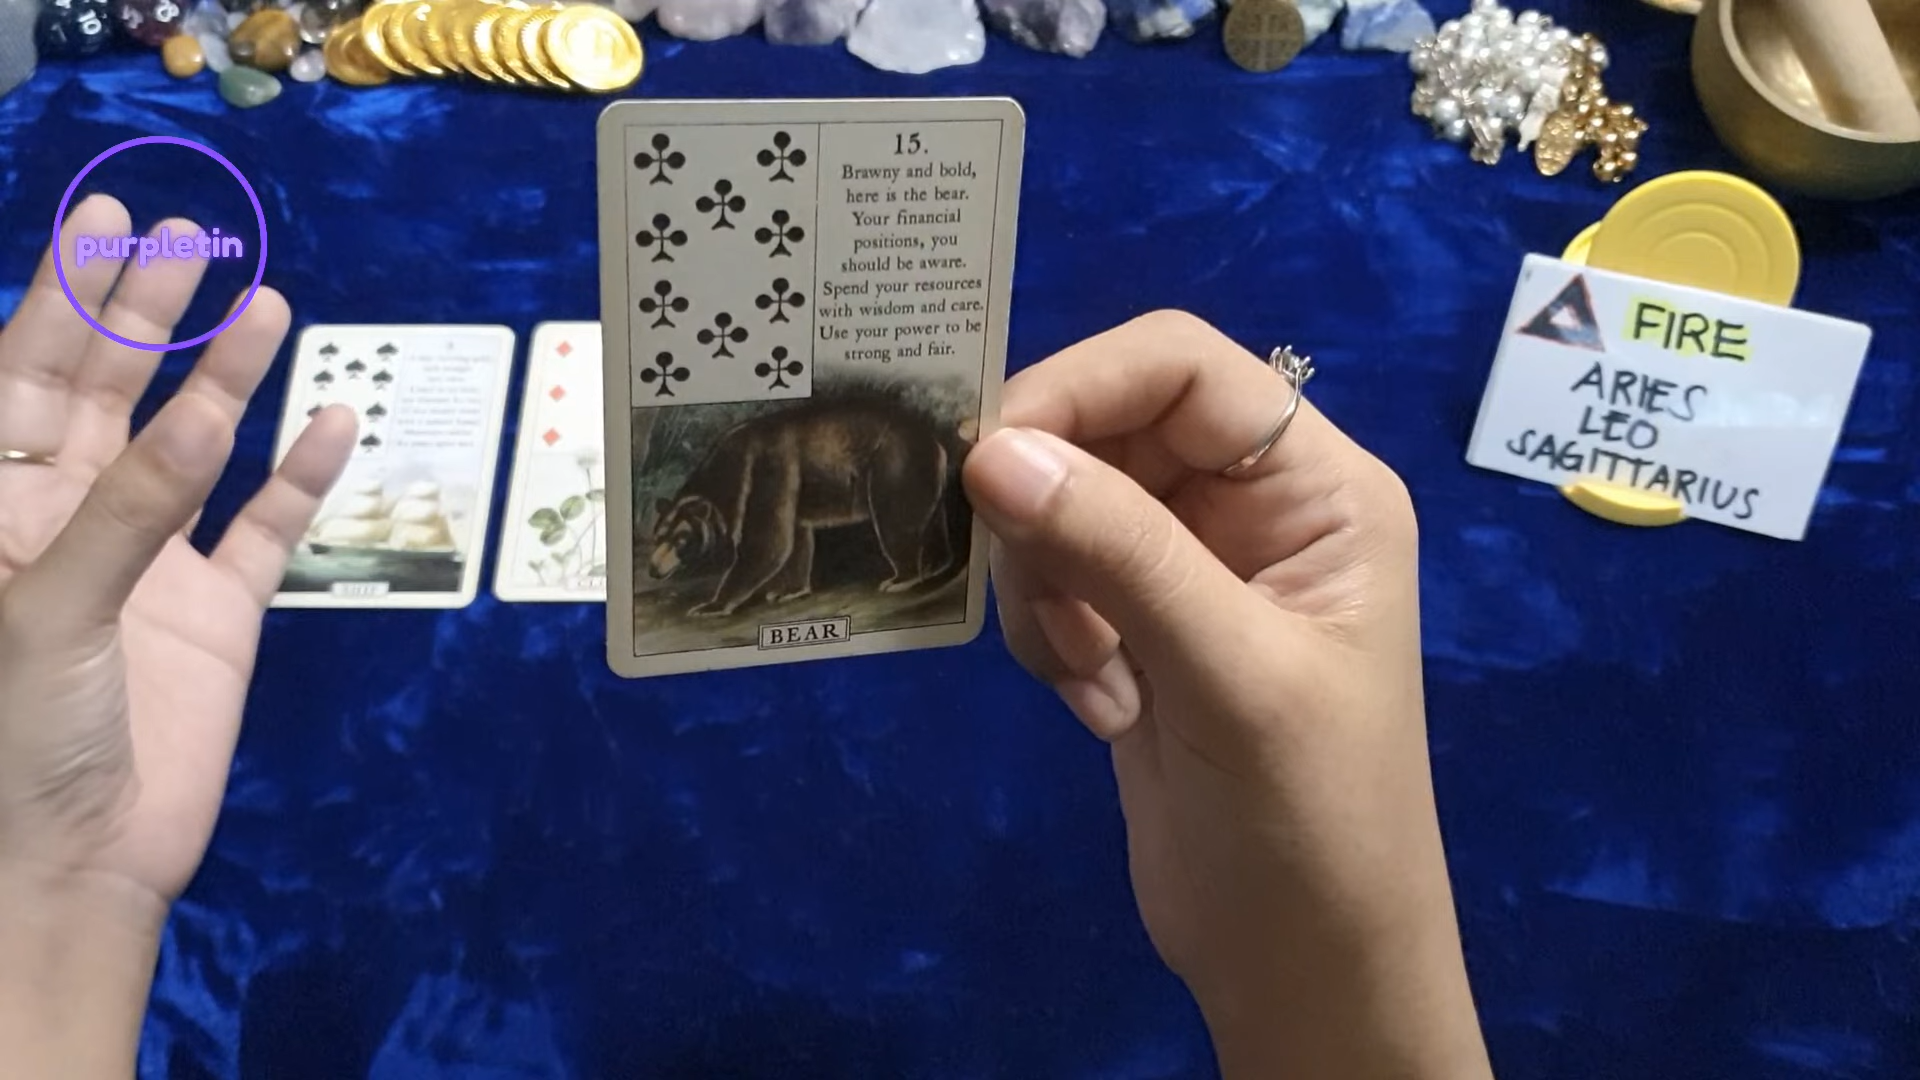 purpletin
15.
Brawny and bold,
here is the bear.
Your financial
positions, you
should be aware.
Spend your resources
with wisdom and care.
Use your power to be
strong and fair.
BEAR
SHIP
FIRE
ARIES
LEO
SAGITTARIUS